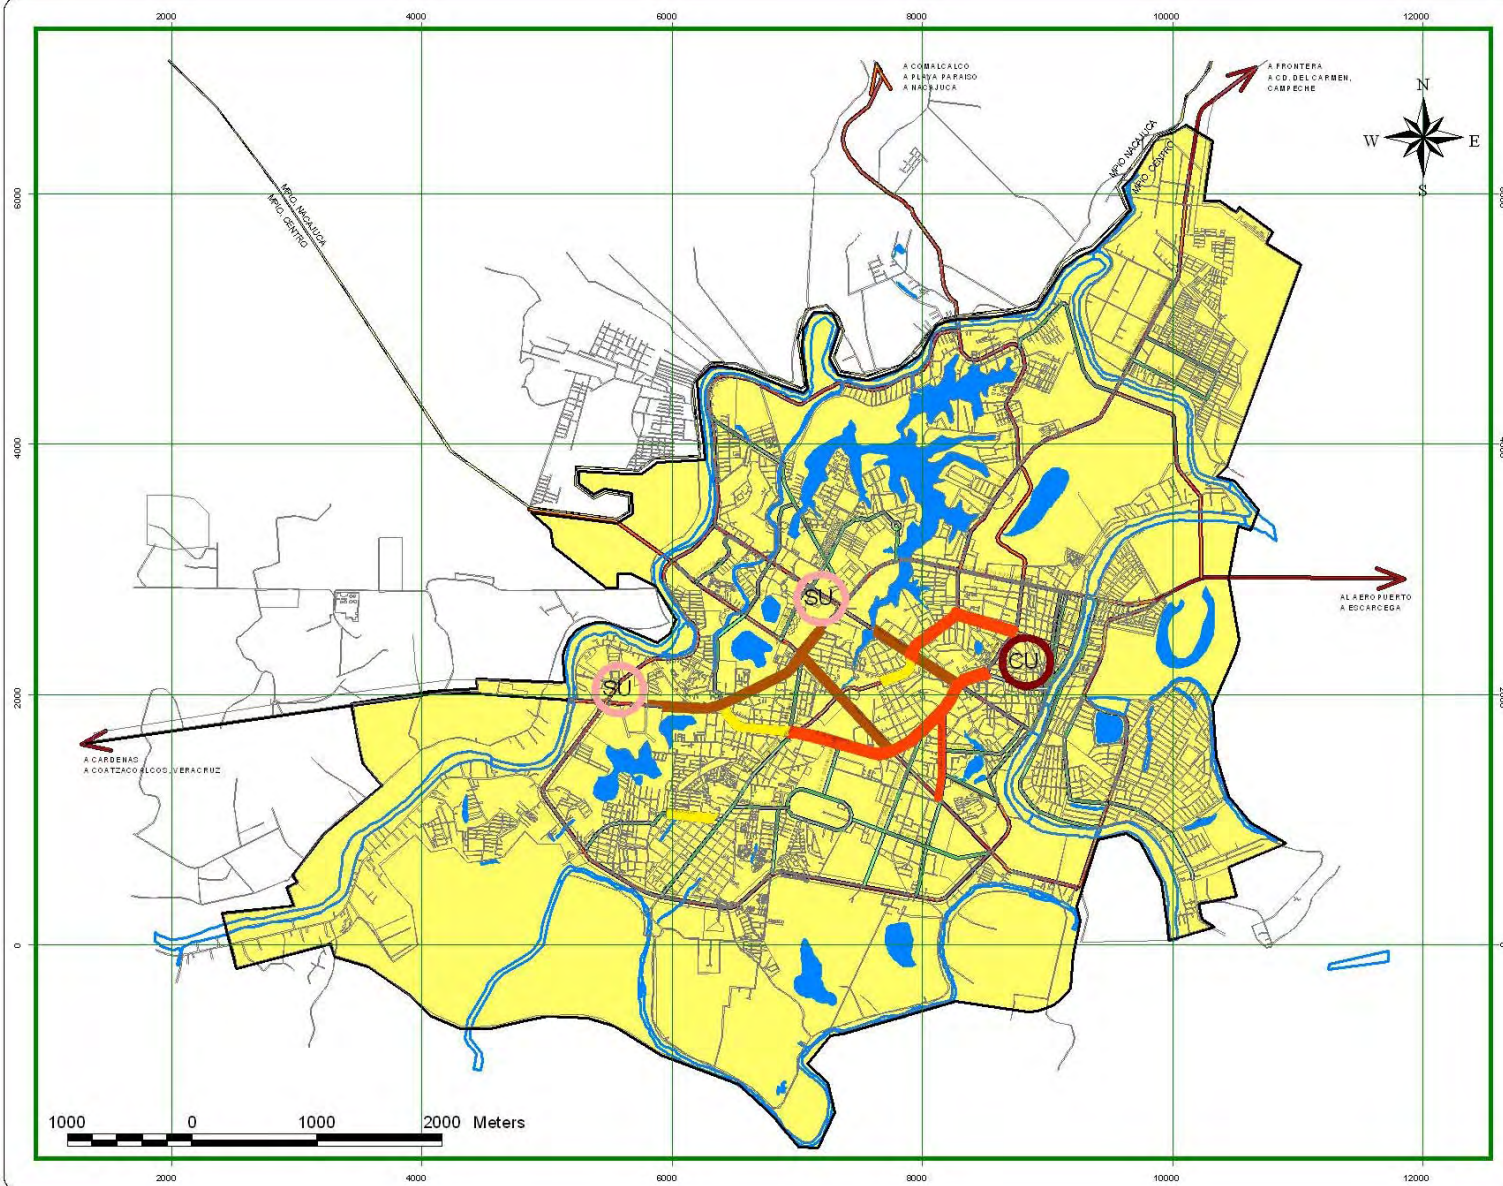 2000 4000 6000 8000 10000 12000
A COMALCALCO
A PLAYA PARAISO
A NACAJUCA
A FRONTERA
A CD. DEL CARMEN,
CAMPECHE
N
W E
S
MPIO NACAJUCA
MPIO. CENTRO
6000
MPIO. NACAJUCA
MPIO. CENTRO
4000
SU
AL AEROPUERTO
A ESCARCEGA
CU
SU
2000
A CARDENAS
A COATZACOALCOS, VERACRUZ
0 0
1000 0 1000 2000 Meters
2000 4000 6000 8000 10000 12000